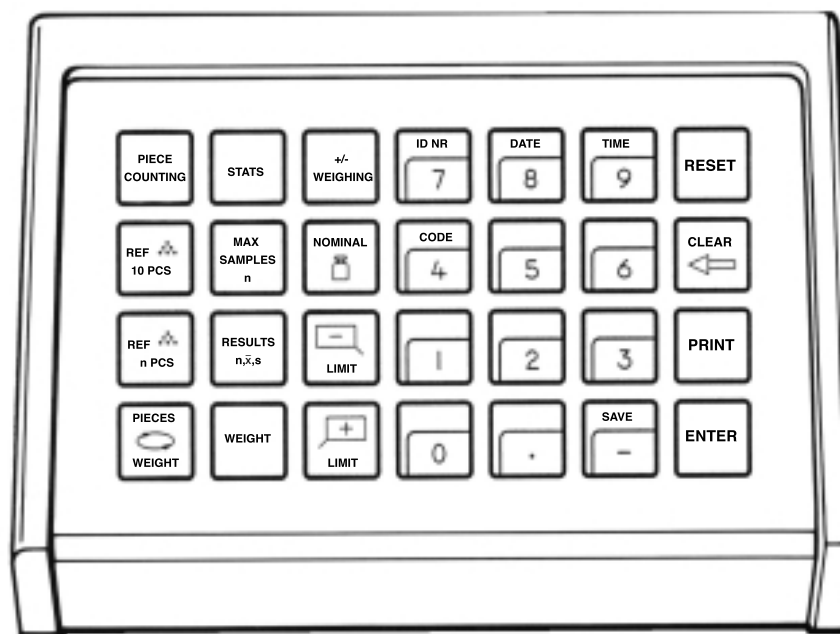 PIECE
COUNTING
STATS
+/-
WEIGHING
ID NR
7
DATE
8
TIME
9
RESET
REF
10 PCS
MAX
SAMPLES
n
NOMINAL
CODE
4
5
6
CLEAR
REF
n PCS
RESULTS
n,x̄,s
−
LIMIT
1
2
3
PRINT
PIECES
WEIGHT
WEIGHT
+
LIMIT
0
.
SAVE
−
ENTER